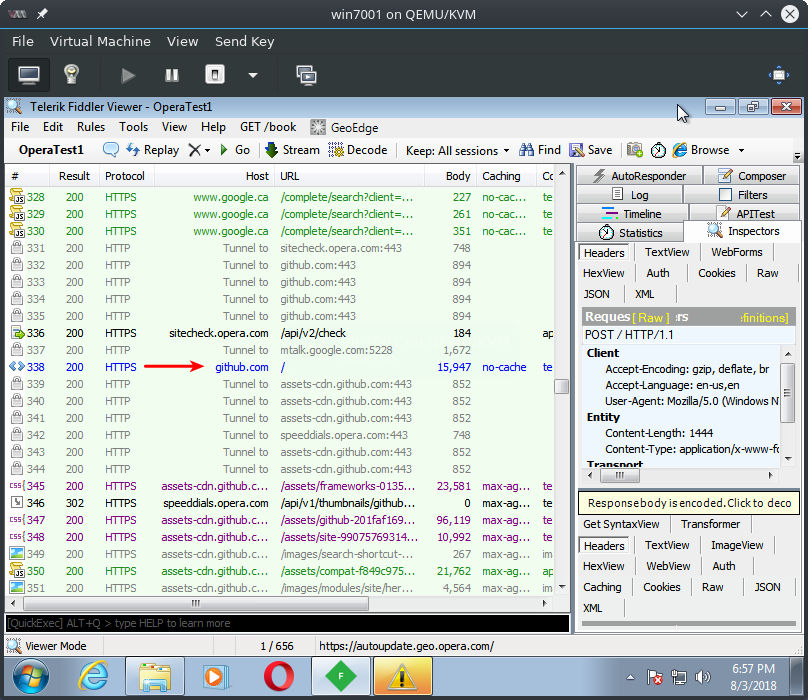 win7001 on QEMU/KVM
File Virtual Machine View Send Key
Telerik Fiddler Viewer - OperaTest1
File Edit Rules Tools View Help GET /book GeoEdge
OperaTest1 Replay Go Stream Decode Keep: All sessions Find Save Browse
# Result Protocol Host URL Body Caching Co
328 200 HTTPS www.google.ca /complete/search?client=... 227 no-cac... te
329 200 HTTPS www.google.ca /complete/search?client=... 261 no-cac... te
330 200 HTTPS www.google.ca /complete/search?client=... 351 no-cac... te
331 200 HTTP Tunnel to sitecheck.opera.com:443 748
332 200 HTTP Tunnel to github.com:443 894
333 200 HTTP Tunnel to github.com:443 894
334 200 HTTP Tunnel to github.com:443 894
335 200 HTTP Tunnel to github.com:443 894
336 200 HTTPS sitecheck.opera.com /api/v2/check 184 ap
337 200 HTTP Tunnel to mtalk.google.com:5228 1,672
338 200 HTTPS github.com / 15,947 no-cache te
339 200 HTTP Tunnel to assets-cdn.github.com:443 852
340 200 HTTP Tunnel to assets-cdn.github.com:443 852
341 200 HTTP Tunnel to assets-cdn.github.com:443 852
342 200 HTTP Tunnel to speeddials.opera.com:443 748
343 200 HTTP Tunnel to assets-cdn.github.com:443 852
344 200 HTTP Tunnel to assets-cdn.github.com:443 852
345 200 HTTPS assets-cdn.github.c... /assets/frameworks-0135... 23,581 max-ag... te
346 302 HTTPS speeddials.opera.com /api/v1/thumbnails/github... 0 max-ag... te
347 200 HTTPS assets-cdn.github.c... /assets/github-201faf169... 96,119 max-ag... te
348 200 HTTPS assets-cdn.github.c... /assets/site-99075769314... 10,992 max-ag... te
349 200 HTTPS assets-cdn.github.c... /images/search-shortcut-... 267 max-ag... im
350 200 HTTPS assets-cdn.github.c... /assets/compat-f849c975... 21,762 max-ag... ap
351 200 HTTPS assets-cdn.github.c... /images/modules/site/her... 4,564 max-ag... im
[QuickExec] ALT+Q > type HELP to learn more
AutoResponder Composer
Log Filters
Timeline APITest
Statistics Inspectors
Headers TextView WebForms
HexView Auth Cookies Raw
JSON XML
Reques [ Raw ] :rs :finitions]
POST / HTTP/1.1
Client
Accept-Encoding: gzip, deflate, br
Accept-Language: en-us,en
User-Agent: Mozilla/5.0 (Windows N
Entity
Content-Length: 1444
Content-Type: application/x-www-fo
Transport
Response body is encoded. Click to deco
Get SyntaxView Transformer
Headers TextView ImageView
HexView WebView Auth
Caching Cookies Raw JSON
XML
Viewer Mode 1 / 656 https://autoupdate.geo.opera.com/
6:57 PM
8/3/2018